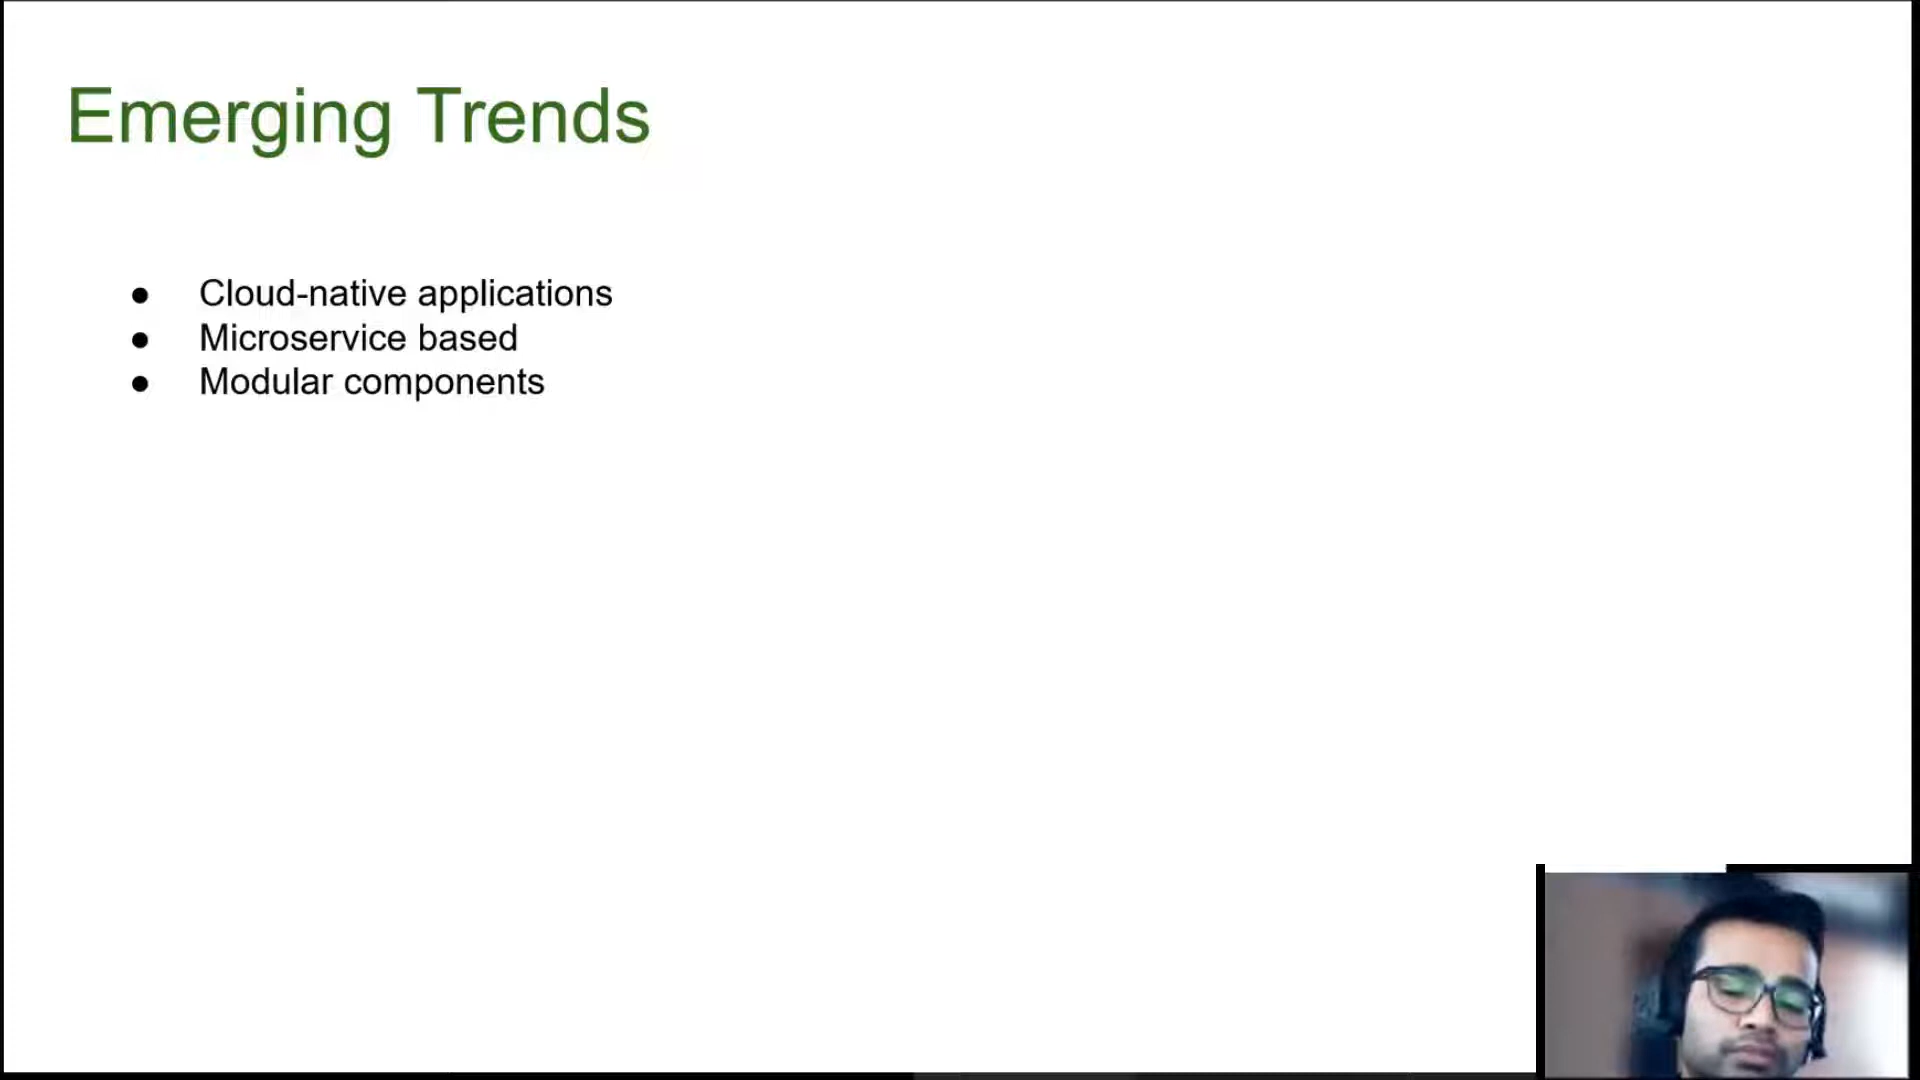 Emerging Trends
● Cloud-native applications
● Microservice based
● Modular components